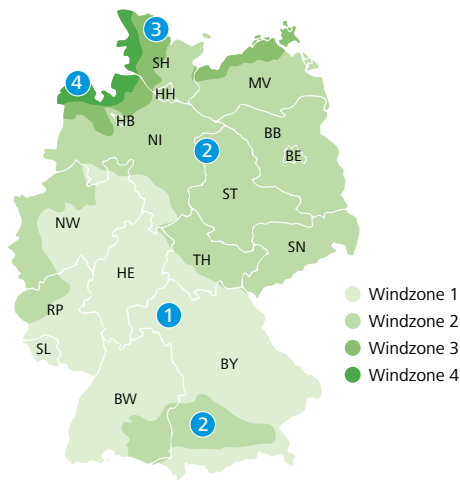 3
SH
4
HH
MV
HB
BB
NI
2
BE
ST
NW
SN
TH
HE
Windzone 1
RP
1
Windzone 2
SL
Windzone 3
BY
Windzone 4
BW
2